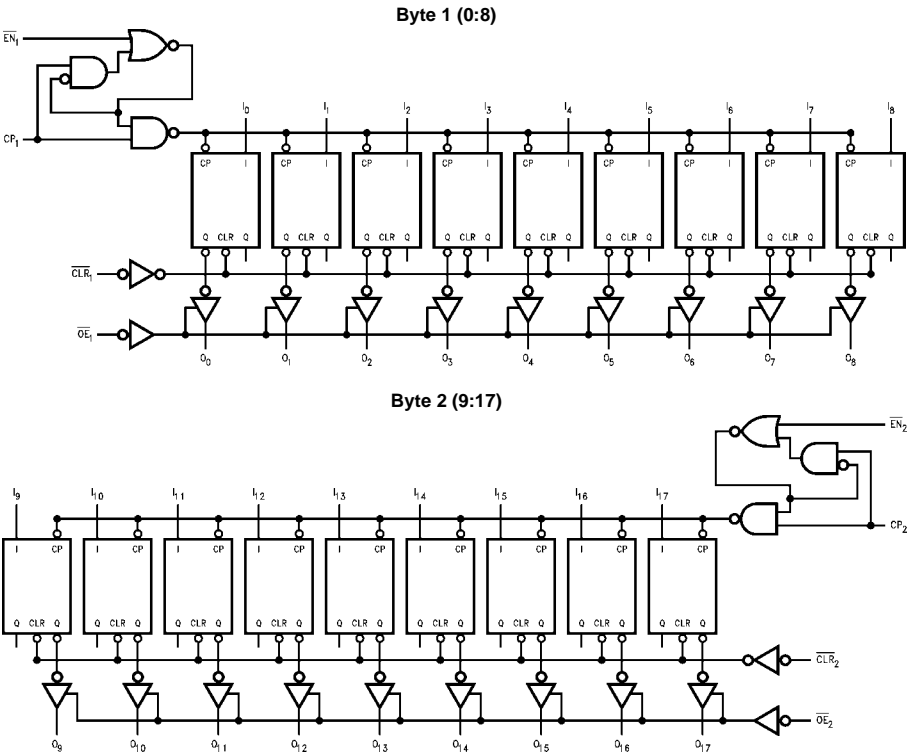 Byte 1 (0:8)
EN₁
CP₁
I₀ I₁ I₂ I₃ I₄ I₅ I₆ I₇ I₈
CP I CP I CP I CP I CP I CP I CP I CP I CP I
Q CLR Q Q CLR Q Q CLR Q Q CLR Q Q CLR Q Q CLR Q Q CLR Q Q CLR Q Q CLR Q
CLR₁
OE₁
O₀ O₁ O₂ O₃ O₄ O₅ O₆ O₇ O₈
Byte 2 (9:17)
EN₂
I₉ I₁₀ I₁₁ I₁₂ I₁₃ I₁₄ I₁₅ I₁₆ I₁₇
CP₂
I CP I CP I CP I CP I CP I CP I CP I CP I CP
Q CLR Q Q CLR Q Q CLR Q Q CLR Q Q CLR Q Q CLR Q Q CLR Q Q CLR Q Q CLR Q
CLR₂
OE₂
O₉ O₁₀ O₁₁ O₁₂ O₁₃ O₁₄ O₁₅ O₁₆ O₁₇